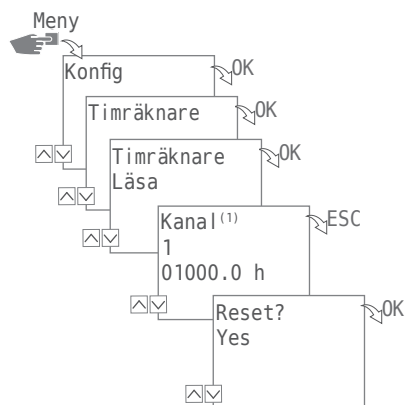 Meny
Konfig
OK
Timräknare
OK
Timräknare
Läsa
OK
Kanal(1)
1
01000.0 h
ESC
Reset?
Yes
OK